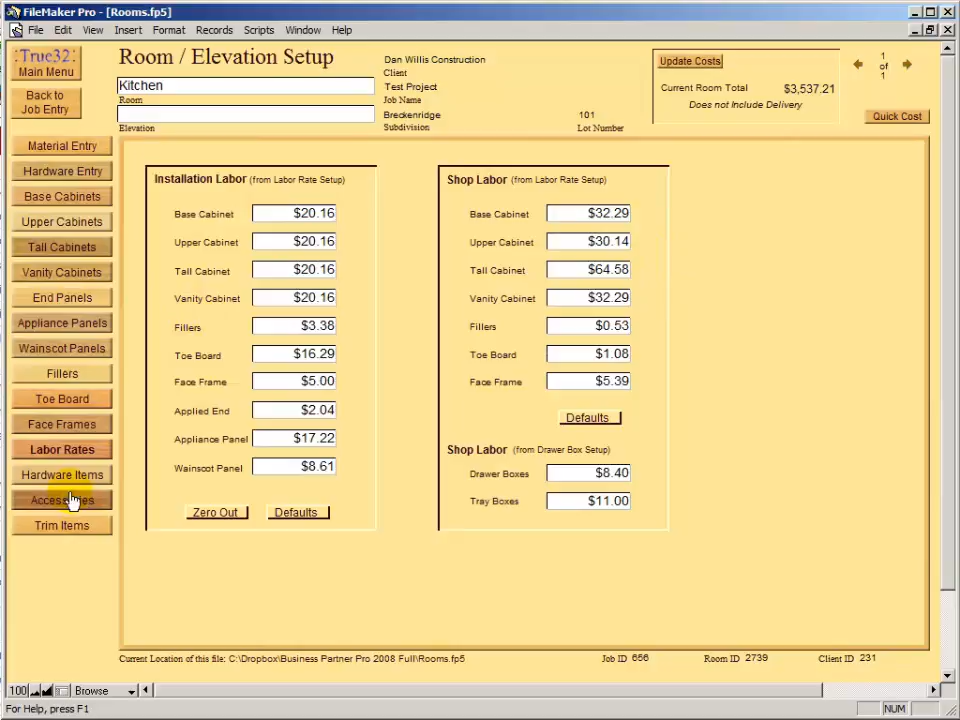 FileMaker Pro - [Rooms.fp5]
File Edit View Insert Format Records Scripts Window Help
True32
Main Menu
Back to
Job Entry
Room / Elevation Setup
Kitchen
Room
Elevation
Dan Willis Construction
Client
Test Project
Job Name
Breckenridge 101
Subdivision Lot Number
Update Costs
Current Room Total $3,537.21
Does not Include Delivery
1
of
1
Quick Cost
Material Entry
Hardware Entry
Base Cabinets
Upper Cabinets
Tall Cabinets
Vanity Cabinets
End Panels
Appliance Panels
Wainscot Panels
Fillers
Toe Board
Face Frames
Labor Rates
Hardware Items
Accessories
Trim Items
Installation Labor (from Labor Rate Setup)
Base Cabinet $20.16
Upper Cabinet $20.16
Tall Cabinet $20.16
Vanity Cabinet $20.16
Fillers $3.38
Toe Board $16.29
Face Frame $5.00
Applied End $2.04
Appliance Panel $17.22
Wainscot Panel $8.61
Zero Out Defaults
Shop Labor (from Labor Rate Setup)
Base Cabinet $32.29
Upper Cabinet $30.14
Tall Cabinet $64.58
Vanity Cabinet $32.29
Fillers $0.53
Toe Board $1.08
Face Frame $5.39
Defaults
Shop Labor (from Drawer Box Setup)
Drawer Boxes $8.40
Tray Boxes $11.00
Current Location of this file: C:\Dropbox\Business Partner Pro 2008 Full\Rooms.fp5 Job ID 656 Room ID 2739 Client ID 231
100 Browse
For Help, press F1 NUM